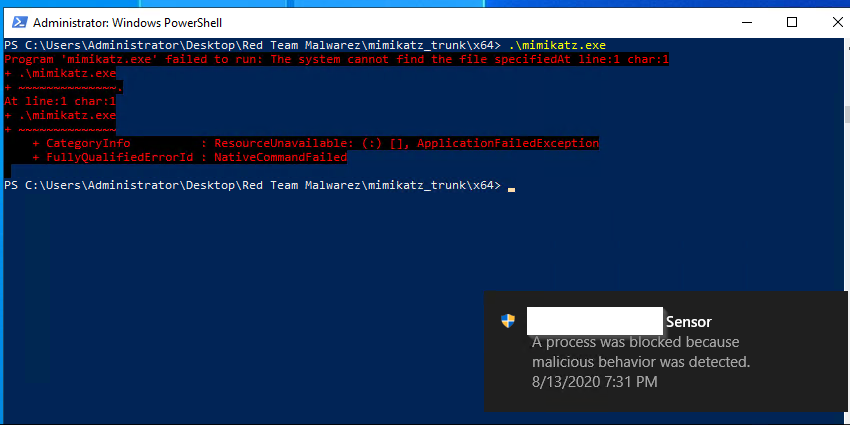 Administrator: Windows PowerShell
PS C:\Users\Administrator\Desktop\Red Team Malwarez\mimikatz_trunk\x64> .\mimikatz.exe
Program 'mimikatz.exe' failed to run: The system cannot find the file specifiedAt line:1 char:1
+ .\mimikatz.exe
+ ~~~~~~~~~~~~~~.
At line:1 char:1
+ .\mimikatz.exe
+ ~~~~~~~~~~~~~~
+ CategoryInfo : ResourceUnavailable: (:) [], ApplicationFailedException
+ FullyQualifiedErrorId : NativeCommandFailed
PS C:\Users\Administrator\Desktop\Red Team Malwarez\mimikatz_trunk\x64>
Sensor
A process was blocked because
malicious behavior was detected.
8/13/2020 7:31 PM